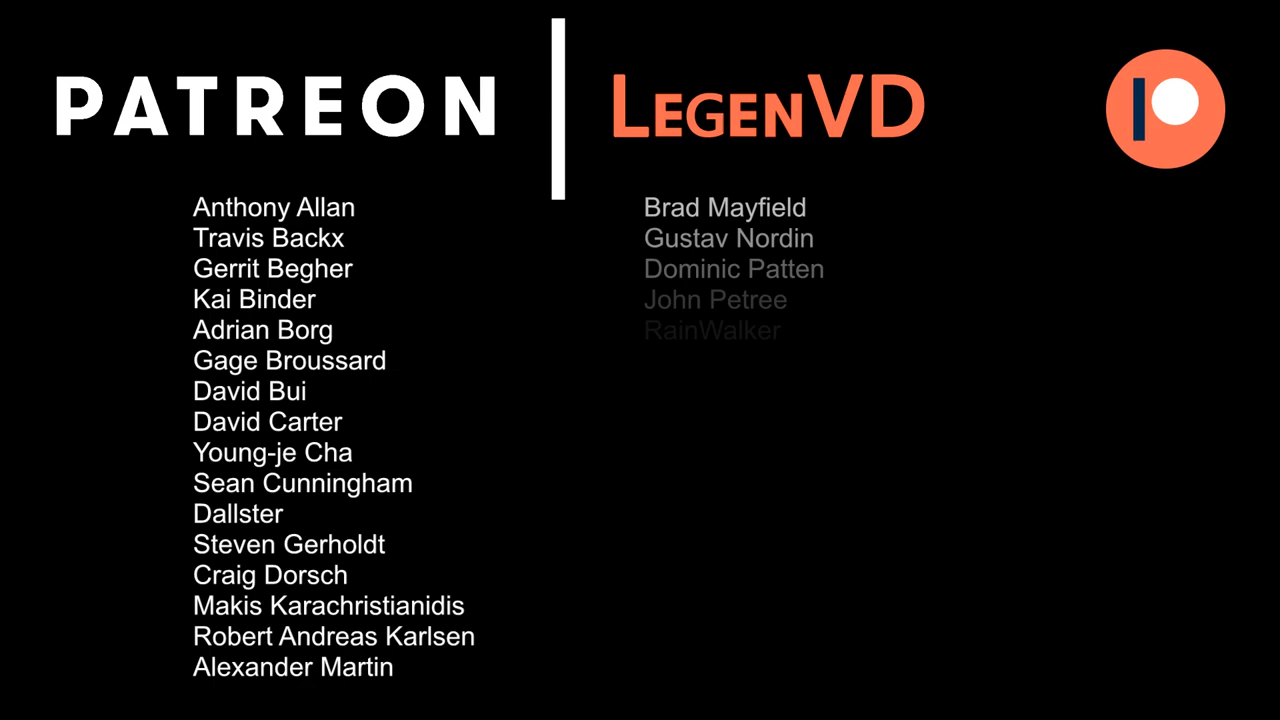 PATREON
LEGENVD
Anthony Allan
Travis Backx
Gerrit Begher
Kai Binder
Adrian Borg
Gage Broussard
David Bui
David Carter
Young-je Cha
Sean Cunningham
Dallster
Steven Gerholdt
Craig Dorsch
Makis Karachristianidis
Robert Andreas Karlsen
Alexander Martin
Brad Mayfield
Gustav Nordin
Dominic Patten
John Petree
RainWalker